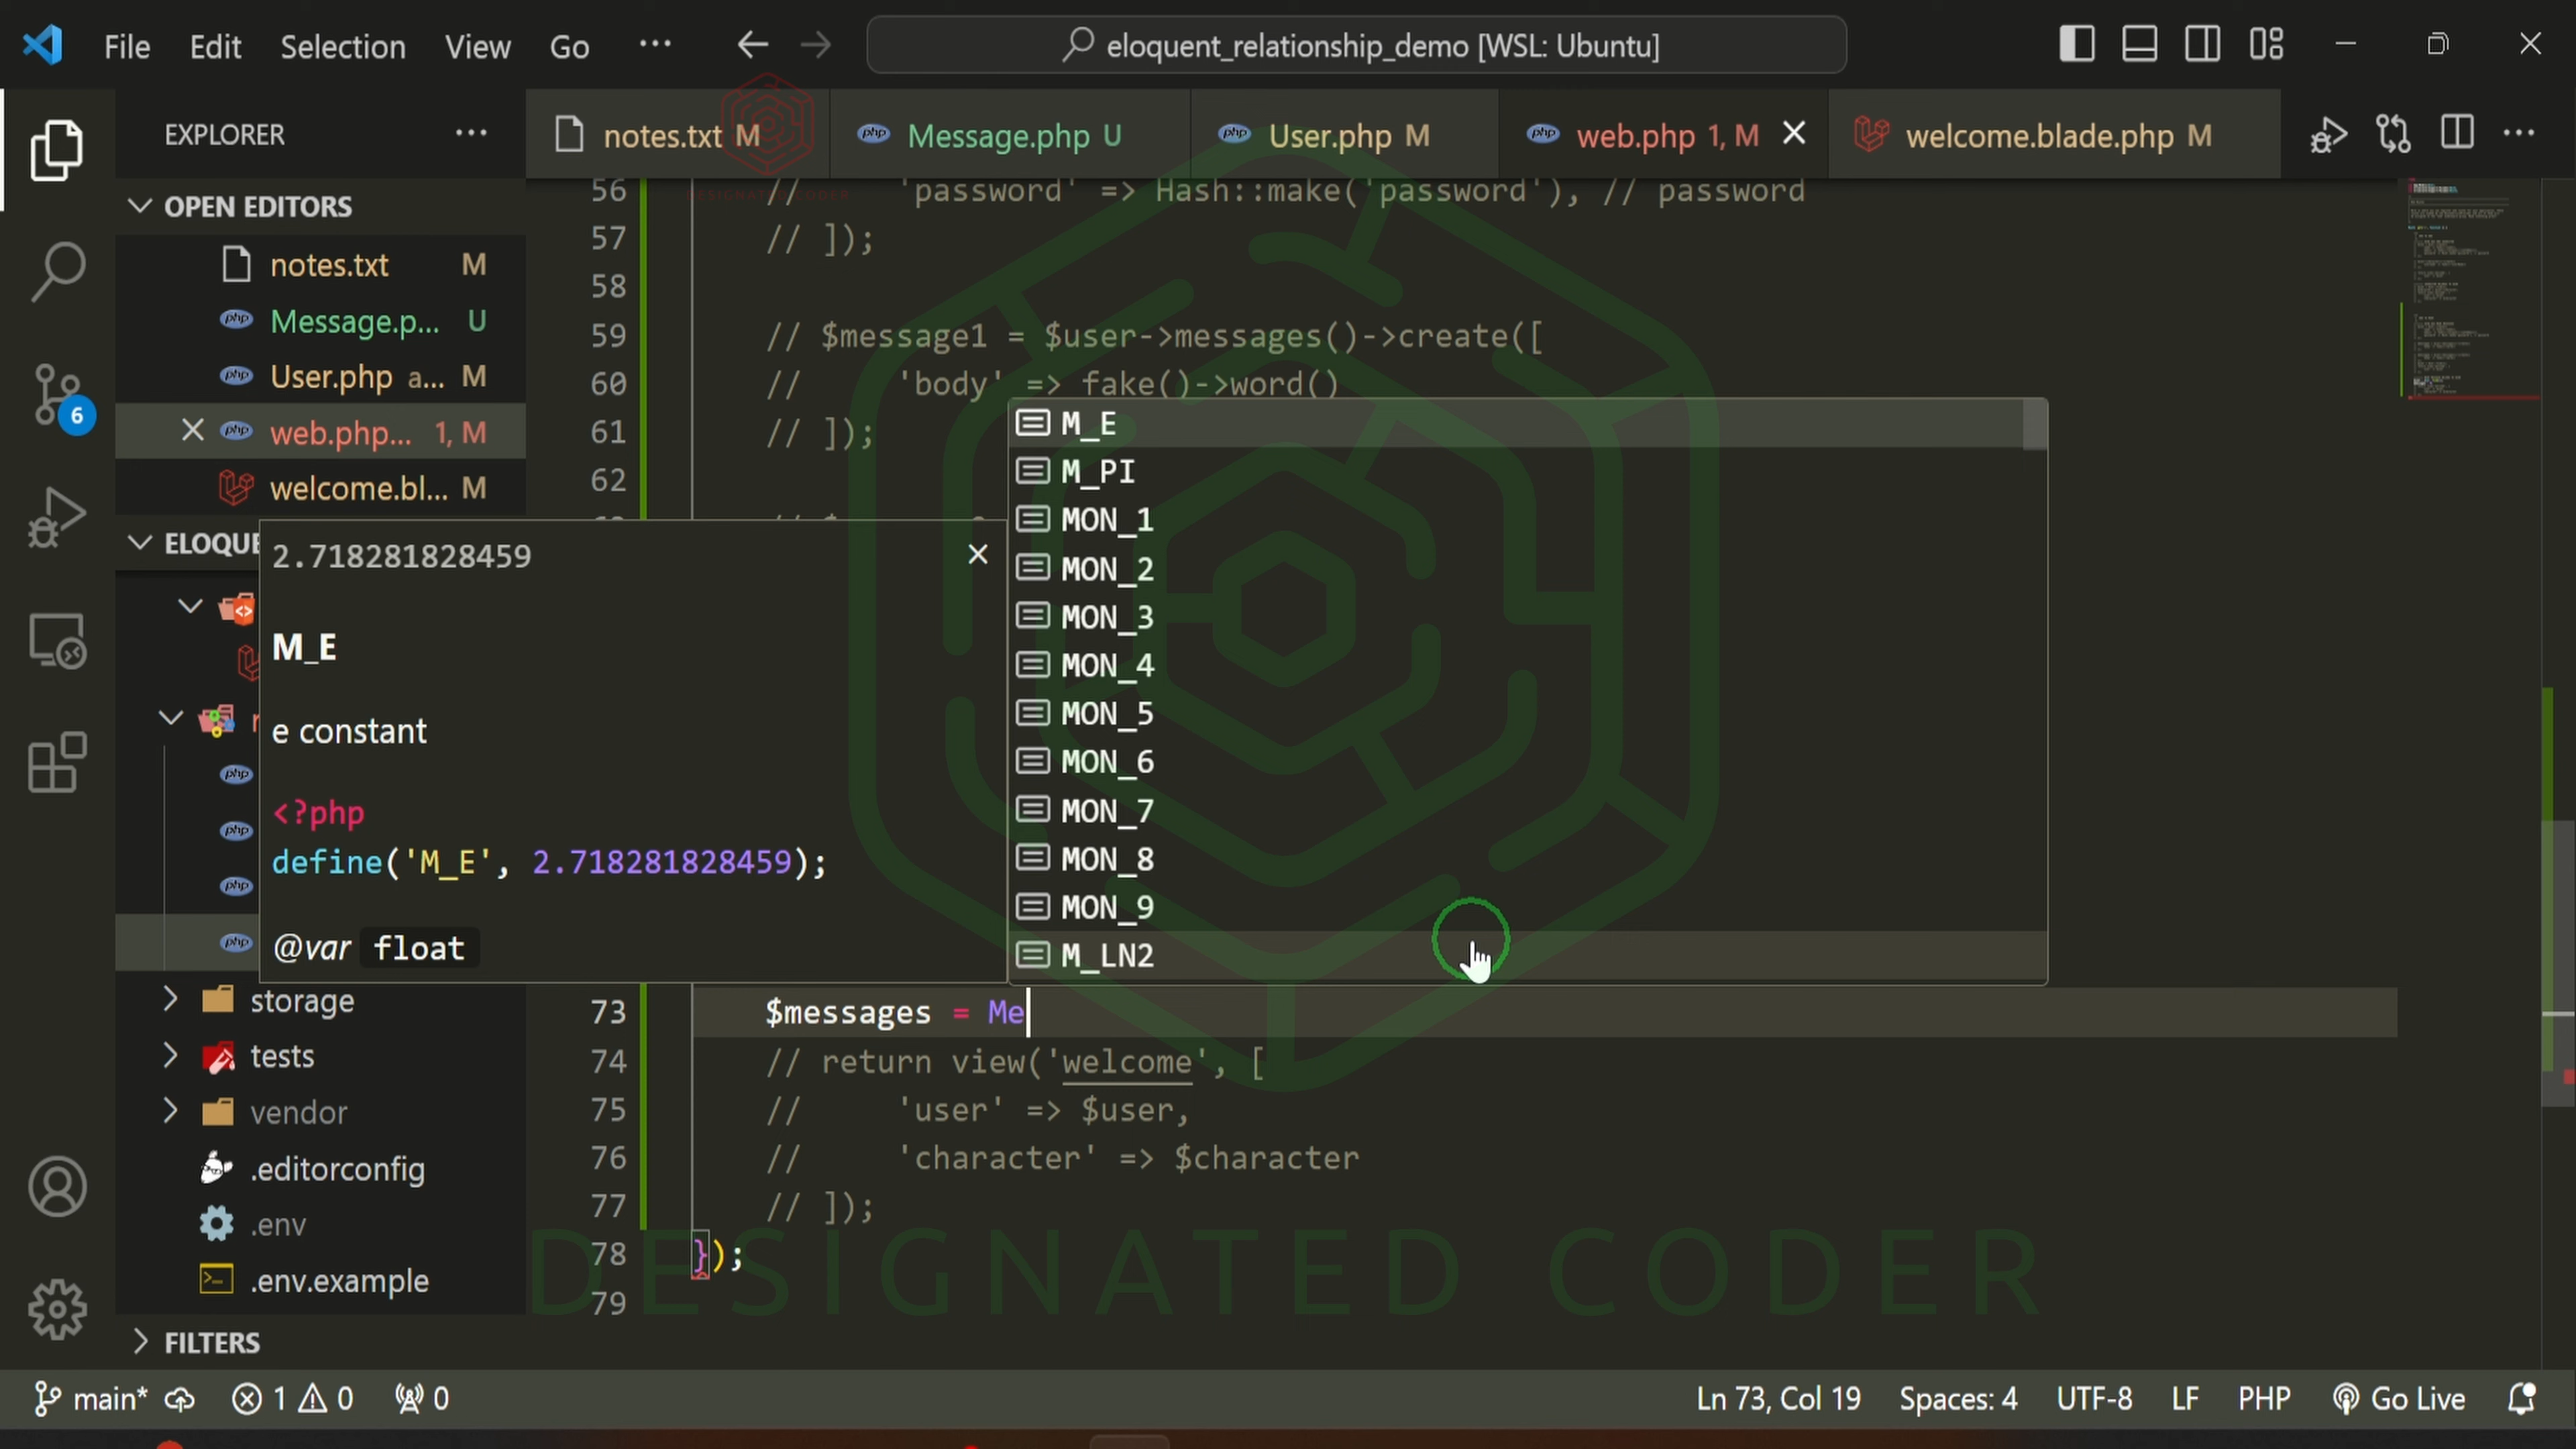 File Edit Selection View Go ··· eloquent_relationship_demo [WSL: Ubuntu]
EXPLORER ···
notes.txt M Message.php U User.php M web.php 1, M welcome.blade.php M
OPEN EDITORS
notes.txt M
Message.p... U
User.php a... M
web.php... 1, M
welcome.bl... M
6
ELOQUE
storage
tests
vendor
.editorconfig
.env
.env.example
FILTERS
DESIGNATED CODER
56 // 'password' => Hash::make('password'), // password
57 // ]);
58
59 // $message1 = $user->messages()->create([
60 // 'body' => fake()->word()
61 // ]);
62
2.718281828459
M_E
e constant
<?php
define('M_E', 2.718281828459);
@var float
M_E
M_PI
MON_1
MON_2
MON_3
MON_4
MON_5
MON_6
MON_7
MON_8
MON_9
M_LN2
73 $messages = Me
74 // return view('welcome', [
75 // 'user' => $user,
76 // 'character' => $character
77 // ]);
78 });
79
DESIGNATED CODER
main* 1 0 0 Ln 73, Col 19 Spaces: 4 UTF-8 LF PHP Go Live